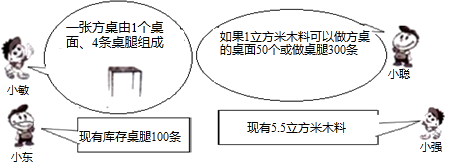 一张方桌由1个桌
面、4条桌腿组成
小敏
如果1立方米木料可以做方桌
的桌面50个或做桌腿300条
小聪
现有库存桌腿100条
小东
现有5.5立方米木料
小强